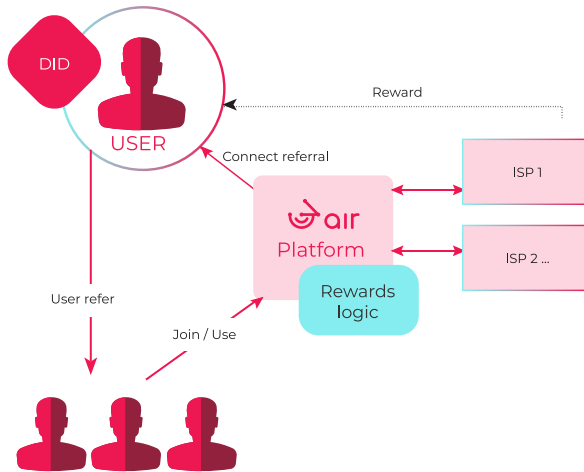 DID
USER
Reward
Connect referral
ISP 1
air
Platform
ISP 2 ...
Rewards
logic
User refer
Join / Use